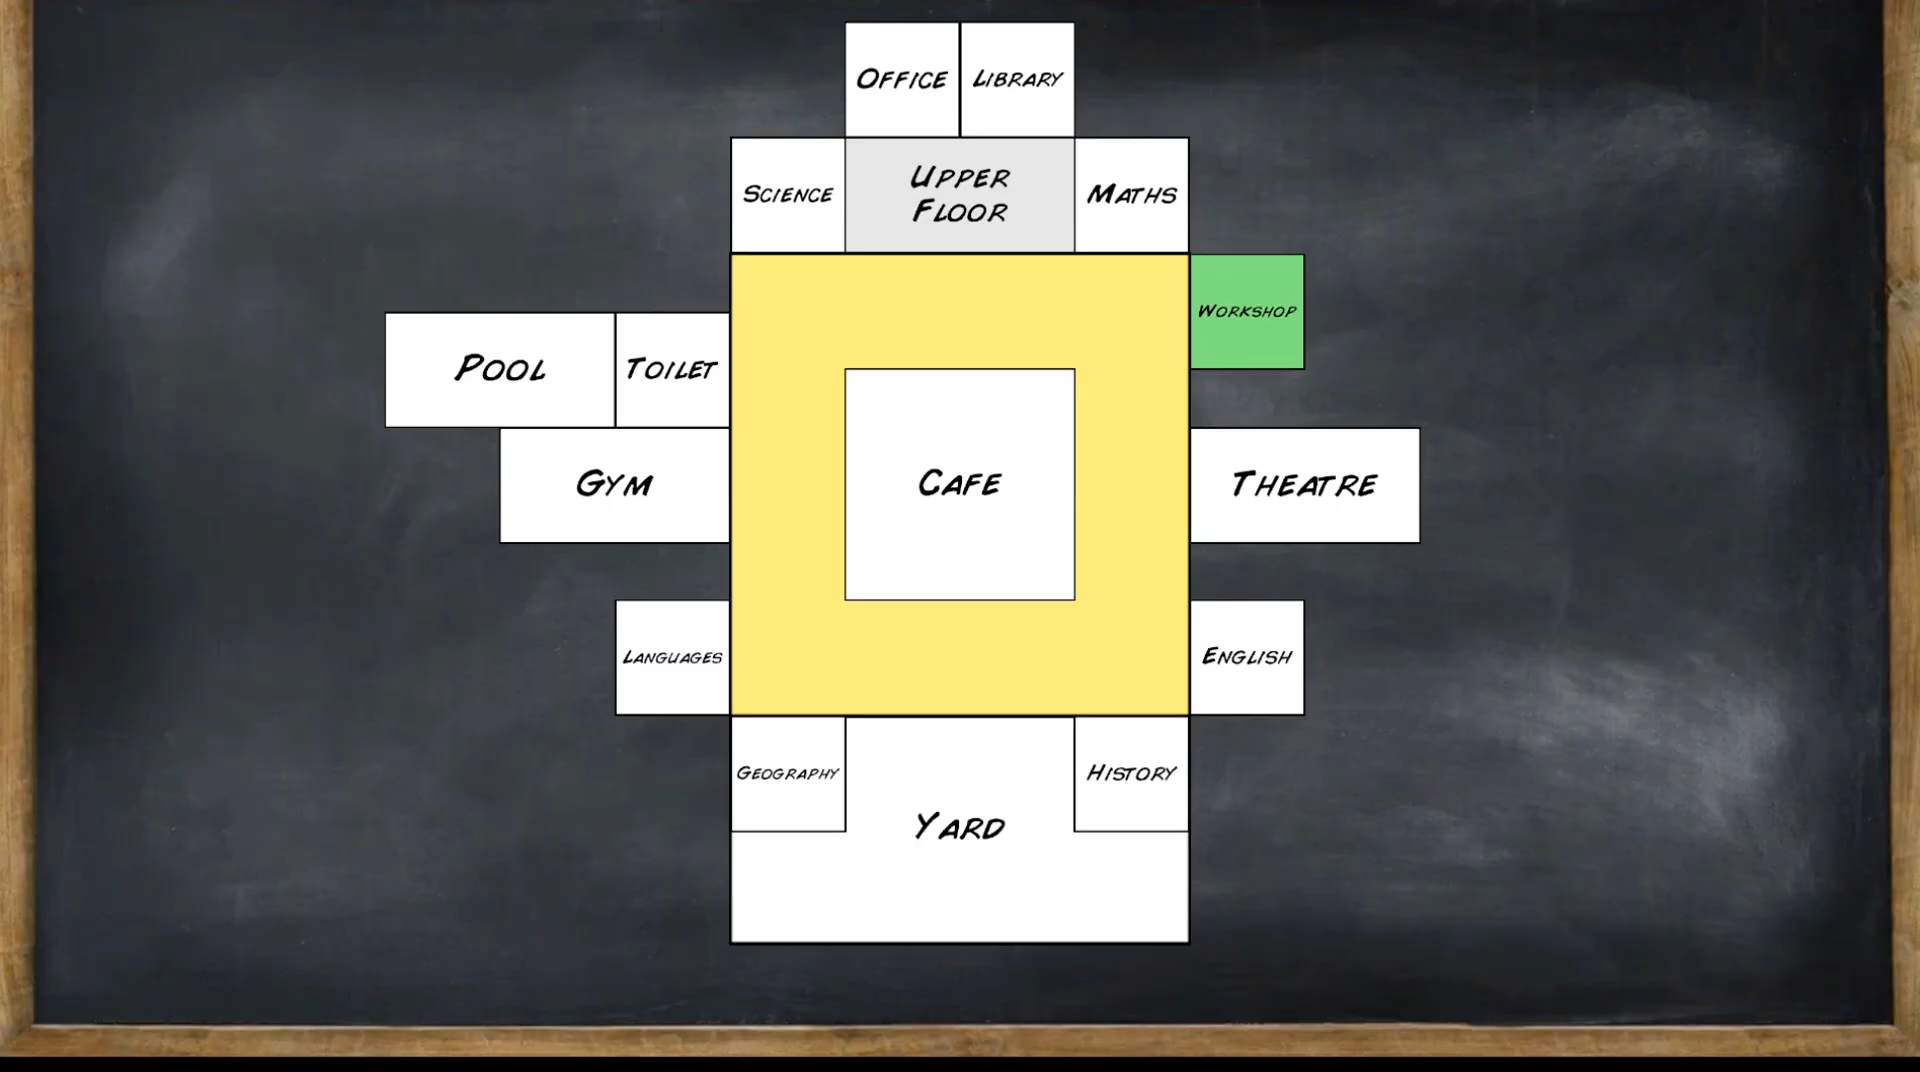 Office
Library
Science
Upper
Floor
Maths
Workshop
Pool
Toilet
Gym
Cafe
Theatre
Languages
English
Geography
History
Yard